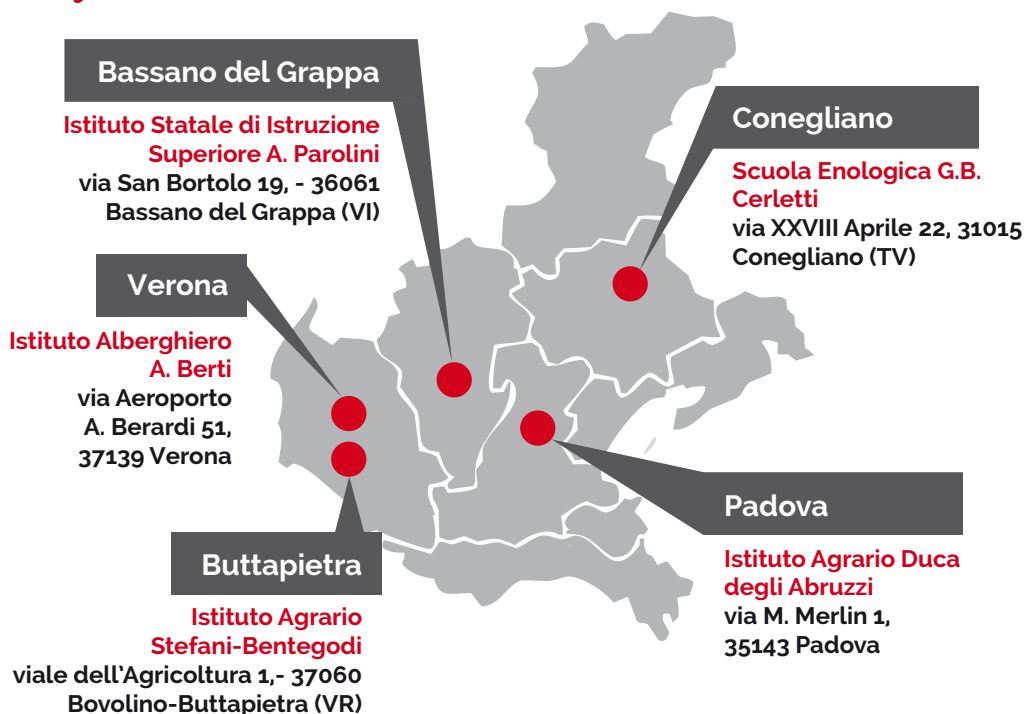 Bassano del Grappa
Istituto Statale di Istruzione
Superiore A. Parolini
via San Bortolo 19, - 36061
Bassano del Grappa (VI)
Conegliano
Scuola Enologica G.B.
Cerletti
via XXVIII Aprile 22, 31015
Conegliano (TV)
Verona
Istituto Alberghiero
A. Berti
via Aeroporto
A. Berardi 51,
37139 Verona
Buttapietra
Istituto Agrario
Stefani-Bentegodi
viale dell'Agricoltura 1,- 37060
Bovolino-Buttapietra (VR)
Padova
Istituto Agrario Duca
degli Abruzzi
via M. Merlin 1,
35143 Padova